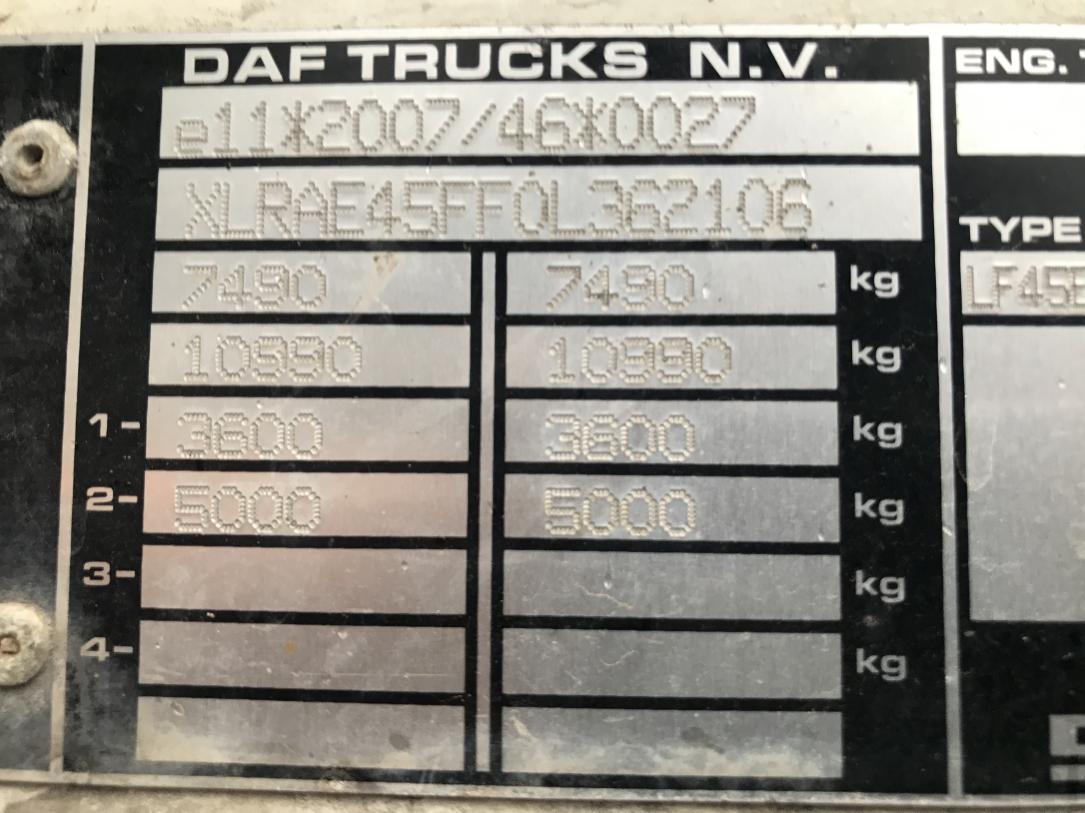 DAF TRUCKS N.V.
e11*2007/46*0027
XLRAE45FF0L362106
7490 7490 kg
10990 10990 kg
1- 3600 3600 kg
2- 5000 5000 kg
3- kg
4- kg
ENG.
TYPE
LF45